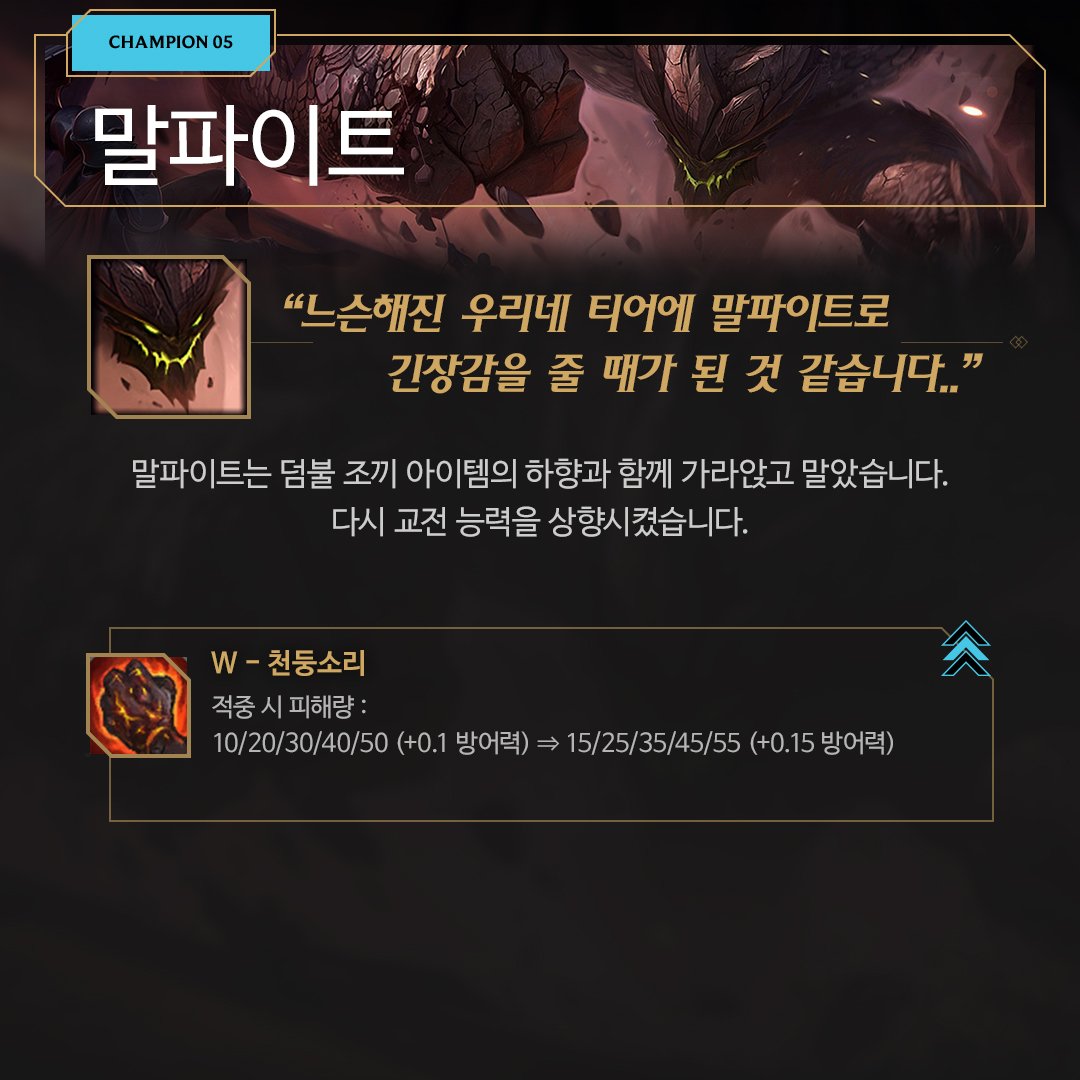 CHAMPION 05
말파이트
“느슨해진 우리네 티어에 말파이트로
긴장감을 줄 때가 된 것 같습니다..”
말파이트는 덤불 조끼 아이템의 하향과 함께 가라앉고 말았습니다.
다시 교전 능력을 상향시켰습니다.
W - 천둥소리
적중 시 피해량 :
10/20/30/40/50 (+0.1 방어력) ⇒ 15/25/35/45/55 (+0.15 방어력)